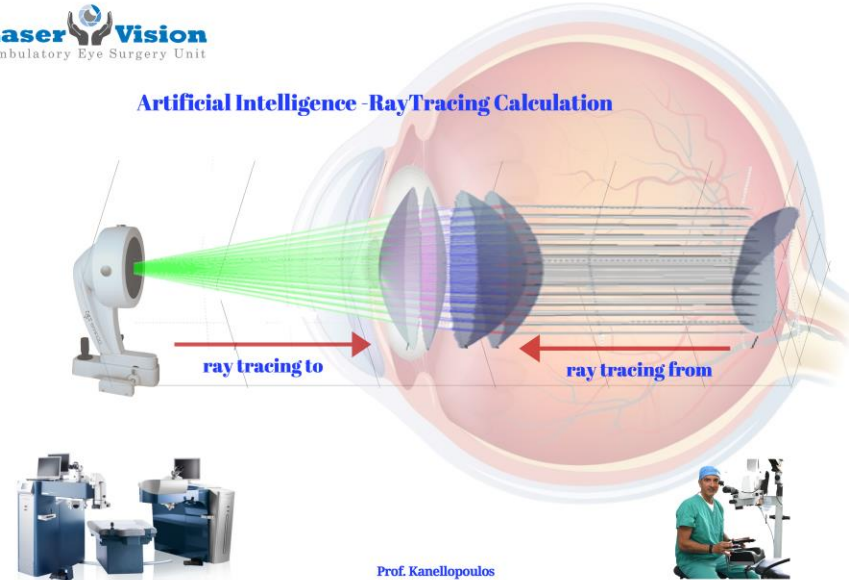 aser Vision
mbulatory Eye Surgery Unit
Artificial Intelligence -RayTracing Calculation
ray tracing to
ray tracing from
Prof. Kanellopoulos